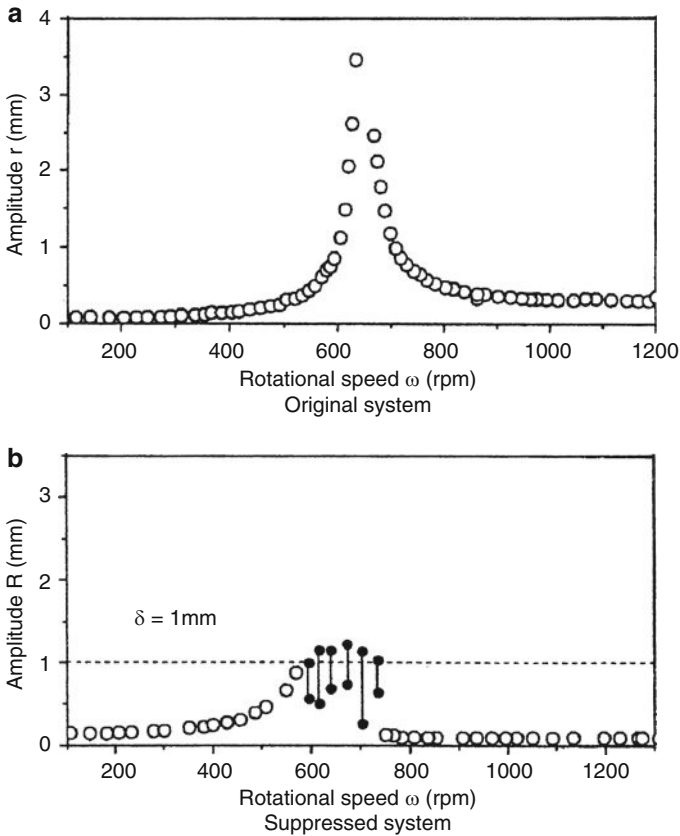 a
4
3
2
1
0
Amplitude r (mm)
200 400 600 800 1000 1200
Rotational speed ω (rpm)
Original system
b
3
2
1
0
Amplitude R (mm)
δ = 1mm
200 400 600 800 1000 1200
Rotational speed ω (rpm)
Suppressed system